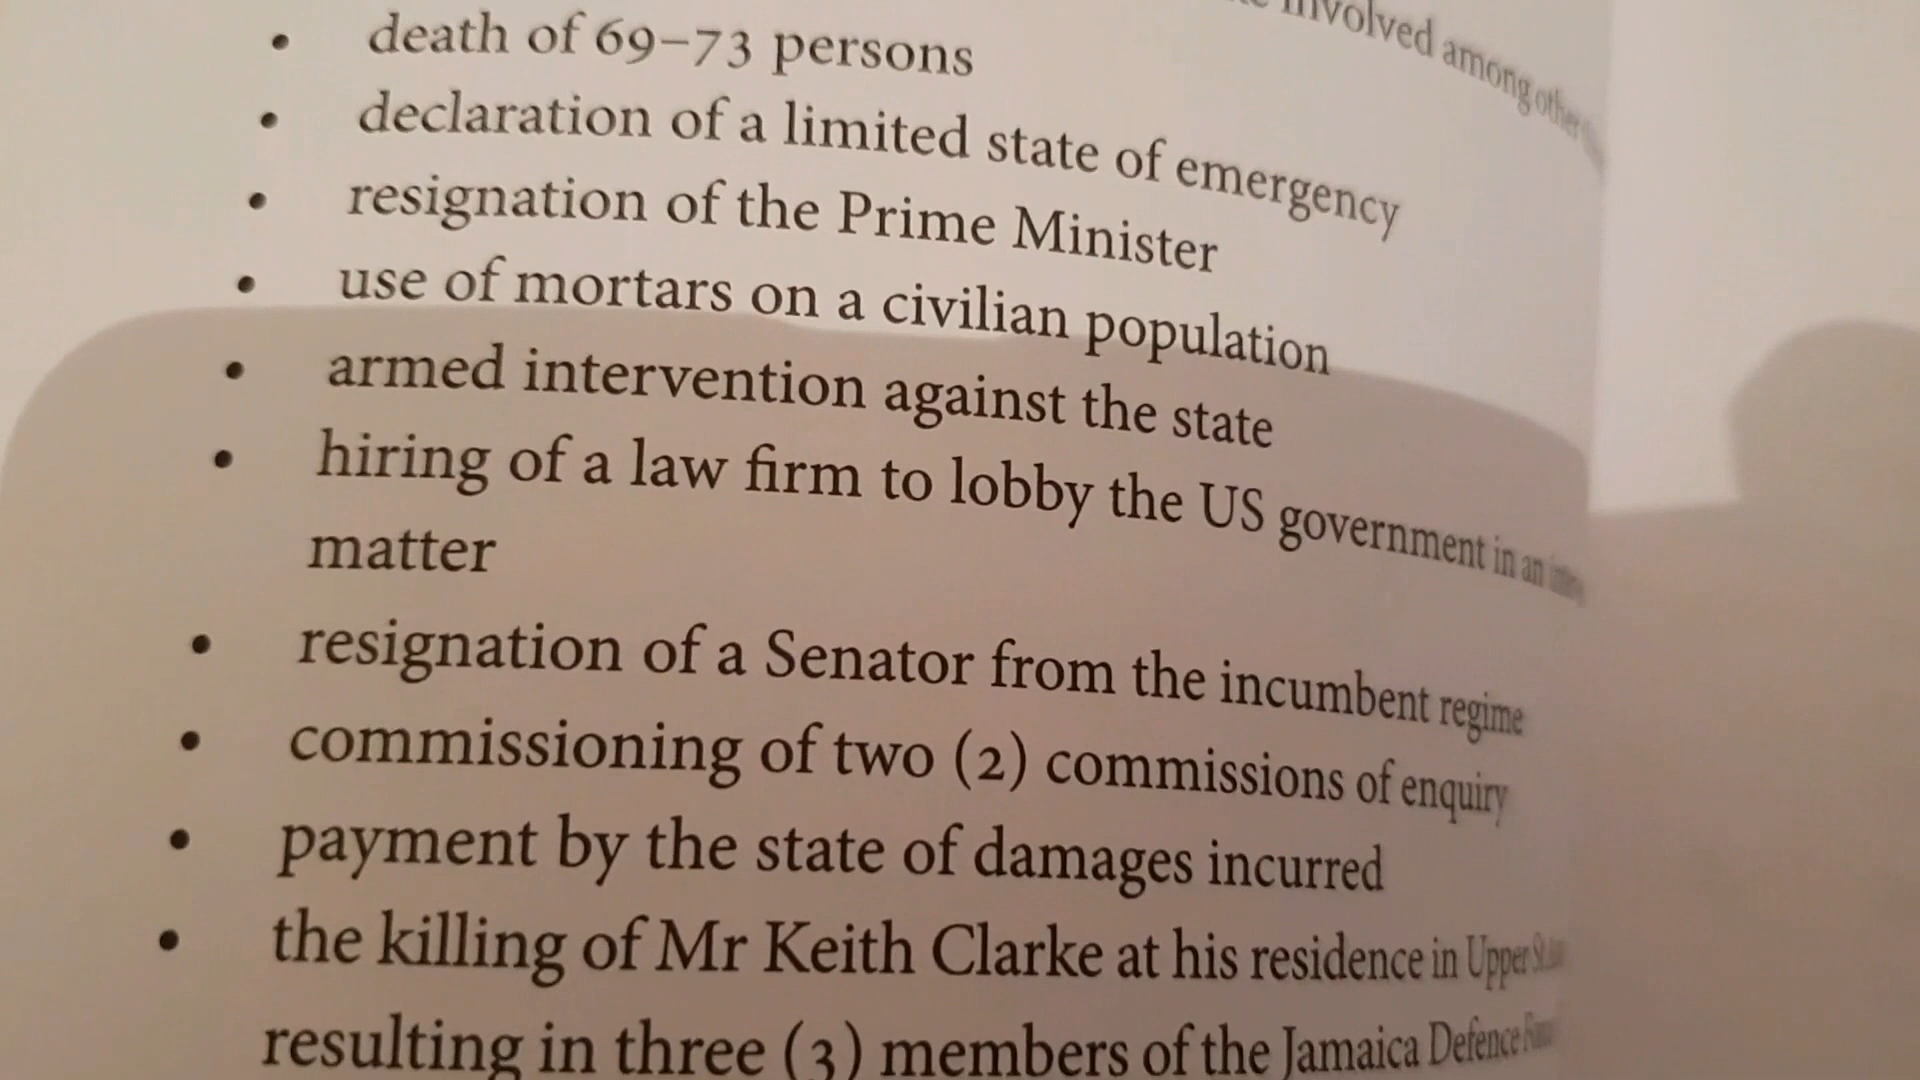 involved among other
• death of 69–73 persons
• declaration of a limited state of emergency
• resignation of the Prime Minister
• use of mortars on a civilian population
• armed intervention against the state
• hiring of a law firm to lobby the US government in an
matter
• resignation of a Senator from the incumbent regime
• commissioning of two (2) commissions of enquiry
• payment by the state of damages incurred
• the killing of Mr Keith Clarke at his residence in Upper
resulting in three (3) members of the Jamaica Defence